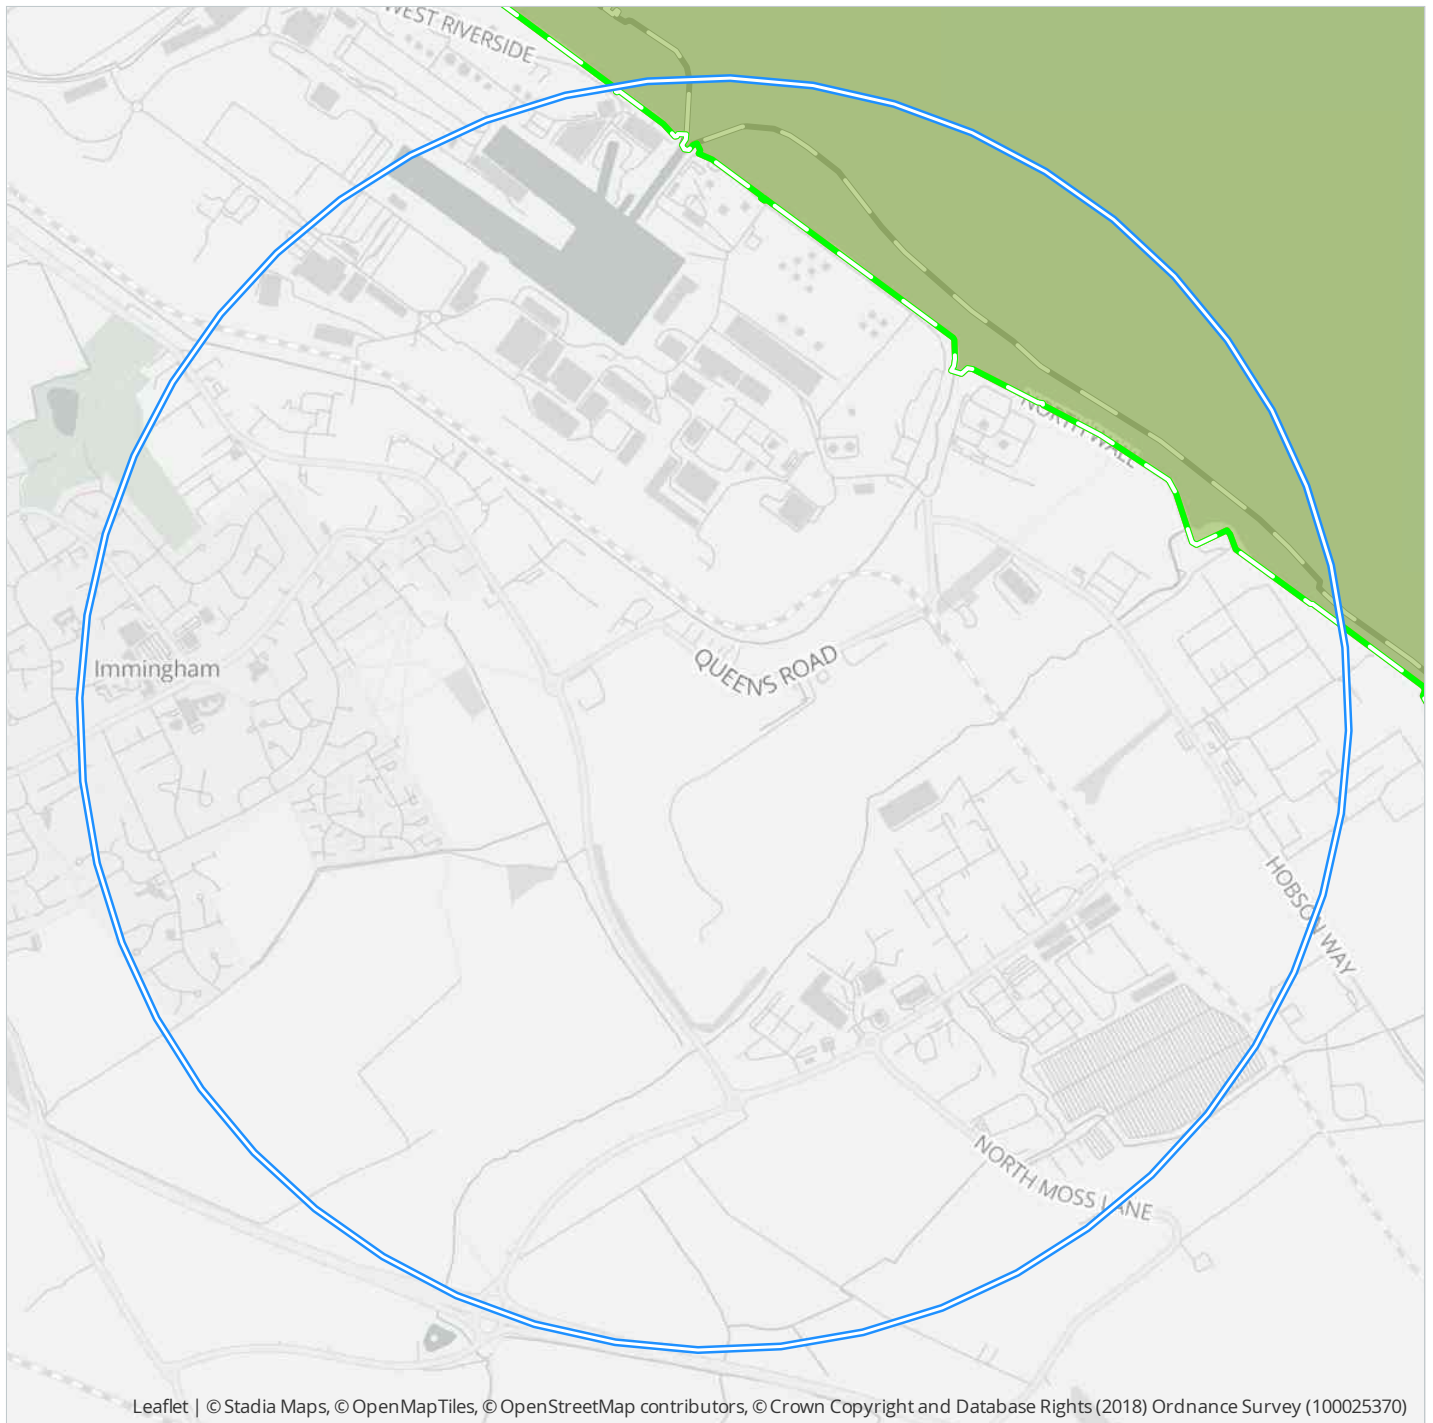 WEST RIVERSIDE
NORTH WALL
Immingham
QUEENS ROAD
HOBSON WAY
NORTH MOSS LANE
Leaflet | © Stadia Maps, © OpenMapTiles, © OpenStreetMap contributors, © Crown Copyright and Database Rights (2018) Ordnance Survey (100025370)